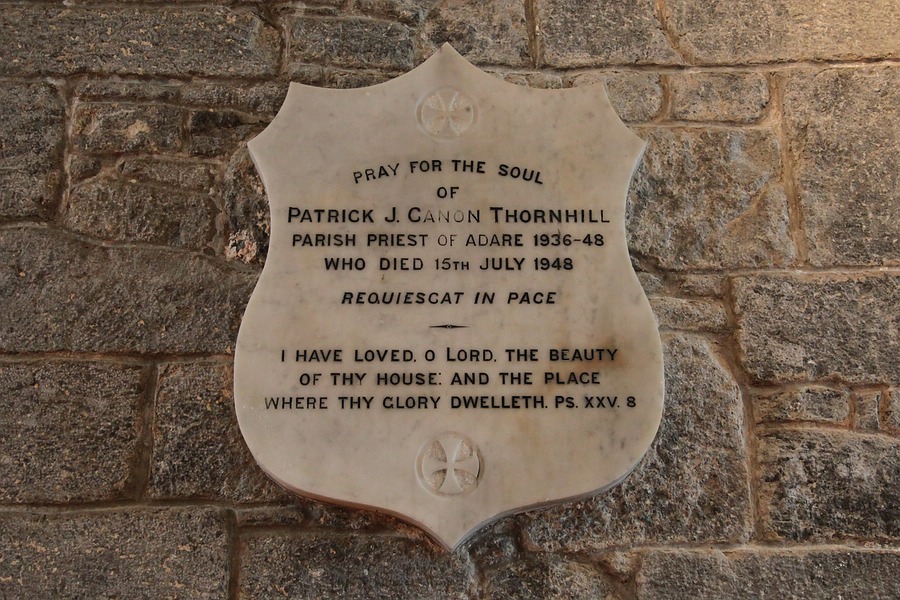 PRAY FOR THE SOUL
OF
PATRICK J. CANON THORNHILL
PARISH PRIEST OF ADARE 1936-48
WHO DIED 15TH JULY 1948
REQUIESCAT IN PACE
I HAVE LOVED, O LORD, THE BEAUTY
OF THY HOUSE: AND THE PLACE
WHERE THY GLORY DWELLETH. PS. XXV. 8